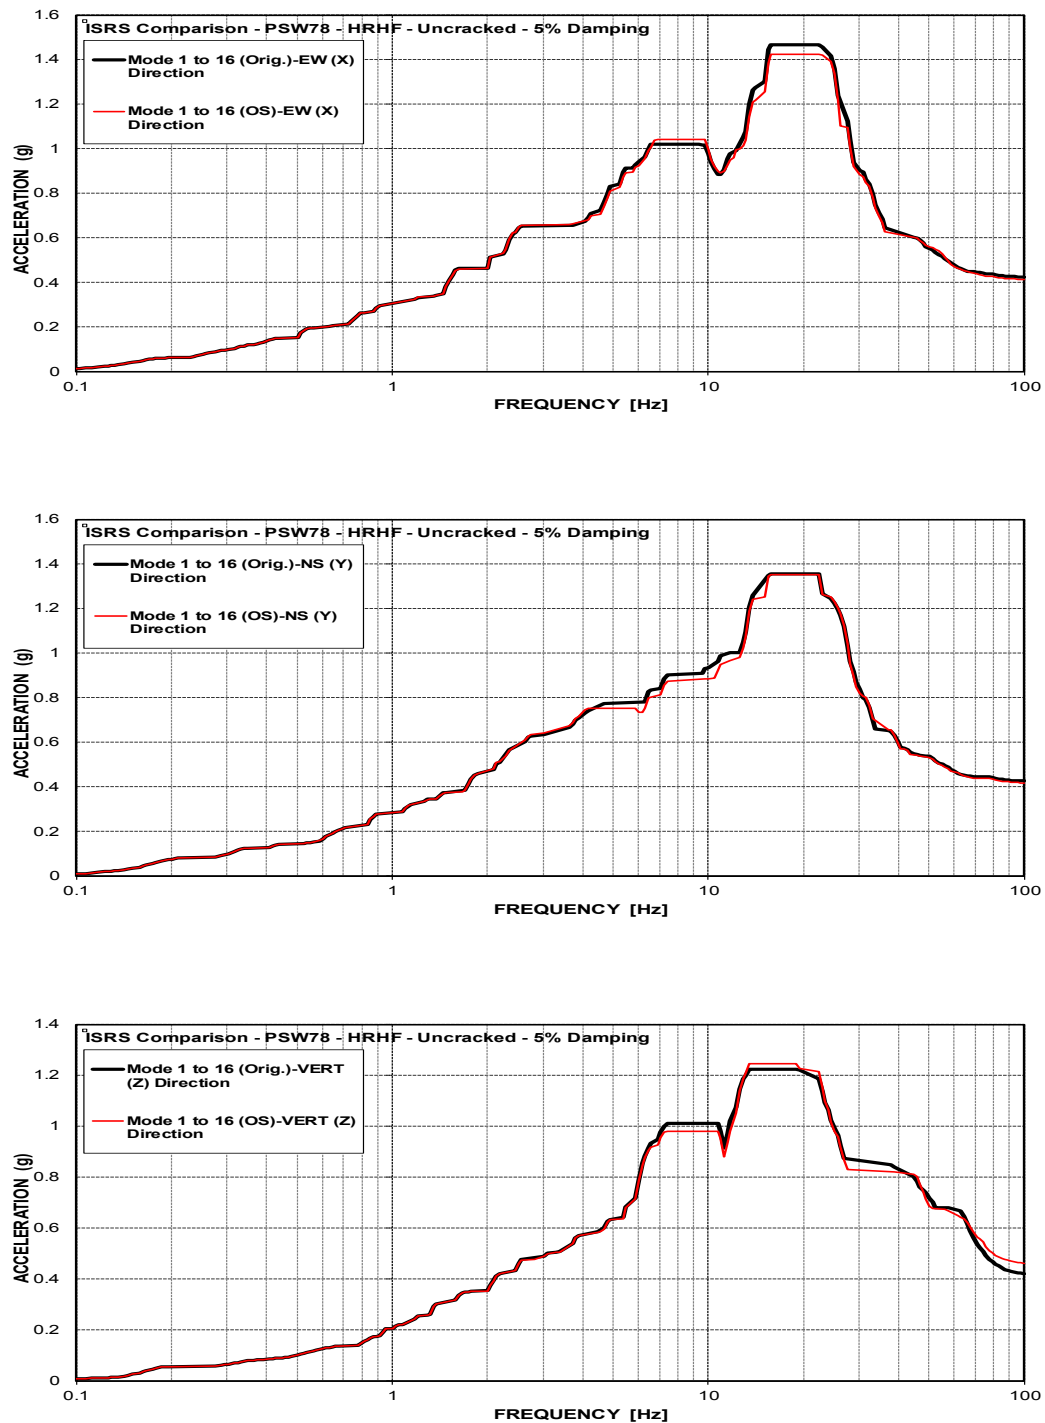 ISRS Comparison - PSW78 - HRHF - Uncracked - 5% Damping
Mode 1 to 16 (Orig.)-EW (X)
Direction
Mode 1 to 16 (OS)-EW (X)
Direction
ACCELERATION (g)
1.6
1.4
1.2
1
0.8
0.6
0.4
0.2
0
0.1
1
10
100
FREQUENCY [Hz]
ISRS Comparison - PSW78 - HRHF - Uncracked - 5% Damping
Mode 1 to 16 (Orig.)-NS (Y)
Direction
Mode 1 to 16 (OS)-NS (Y)
Direction
ACCELERATION (g)
1.6
1.4
1.2
1
0.8
0.6
0.4
0.2
0
0.1
1
10
100
FREQUENCY [Hz]
ISRS Comparison - PSW78 - HRHF - Uncracked - 5% Damping
Mode 1 to 16 (Orig.)-VERT
(Z) Direction
Mode 1 to 16 (OS)-VERT (Z)
Direction
ACCELERATION (g)
1.4
1.2
1
0.8
0.6
0.4
0.2
0
0.1
1
10
100
FREQUENCY [Hz]